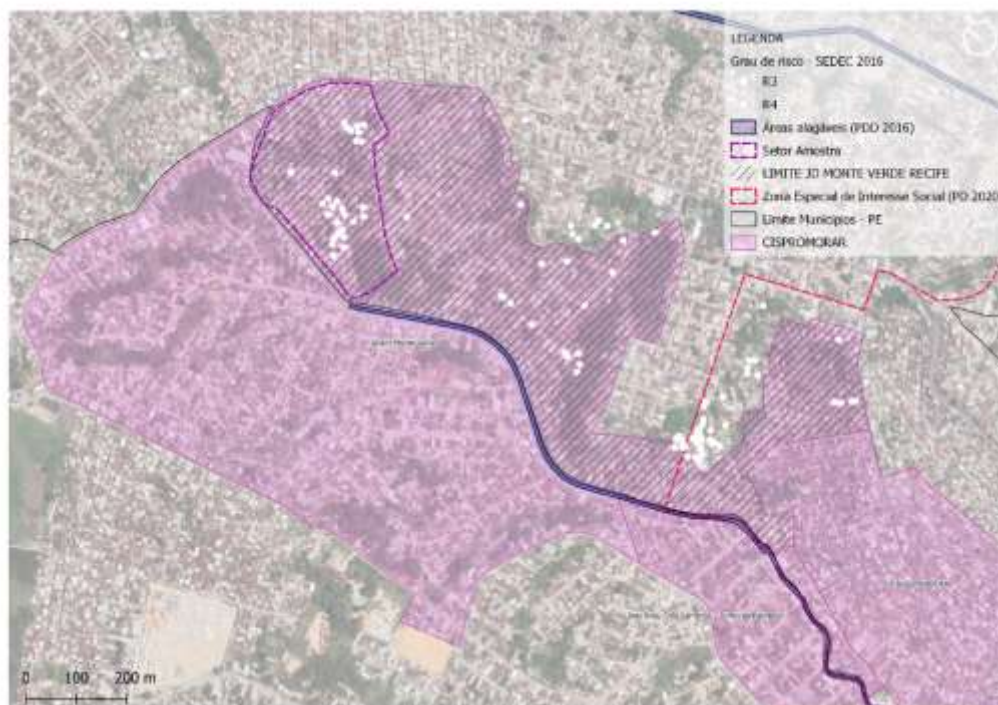 LEGENDA
Grau de risco - SEDEC 2016
R3
R4
Áreas alagáveis (PDD 2016)
Setor Amostra
LIMITE JD MONTE VERDE RECIFE
Zona Especial de Interesse Social (PD 2020
Limite Municípios - PE
CISPROMORAR
0 100 200 m